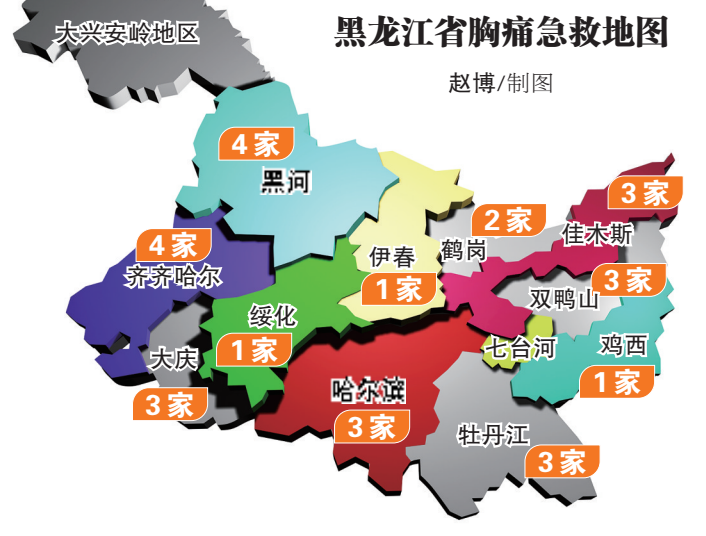 黑龙江省胸痛急救地图
赵博/制图
大兴安岭地区
4家
黑河
3家
佳木斯
2家
鹤岗
4家
齐齐哈尔
伊春
1家
3家
双鸭山
绥化
1家
七台河
鸡西
1家
大庆
3家
哈尔滨
3家
牡丹江
3家